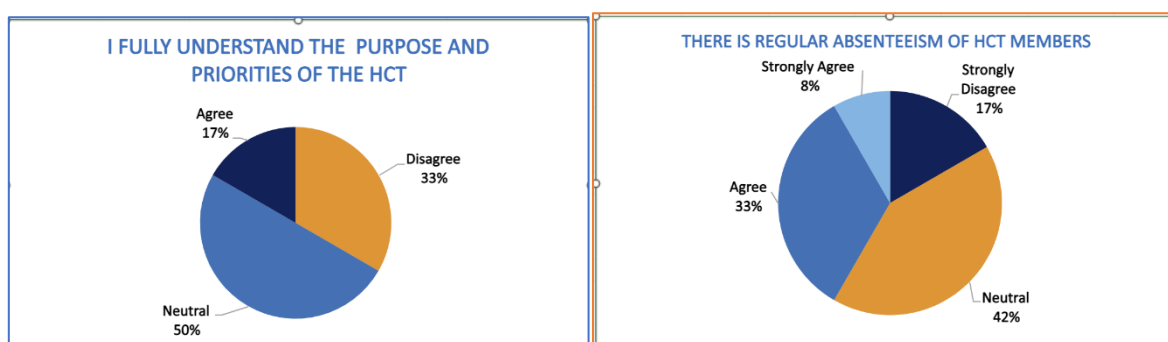 I FULLY UNDERSTAND THE PURPOSE AND
PRIORITIES OF THE HCT
Agree
17%
Disagree
33%
Neutral
50%
THERE IS REGULAR ABSENTEEISM OF HCT MEMBERS
Strongly Agree
8%
Strongly
Disagree
17%
Agree
33%
Neutral
42%